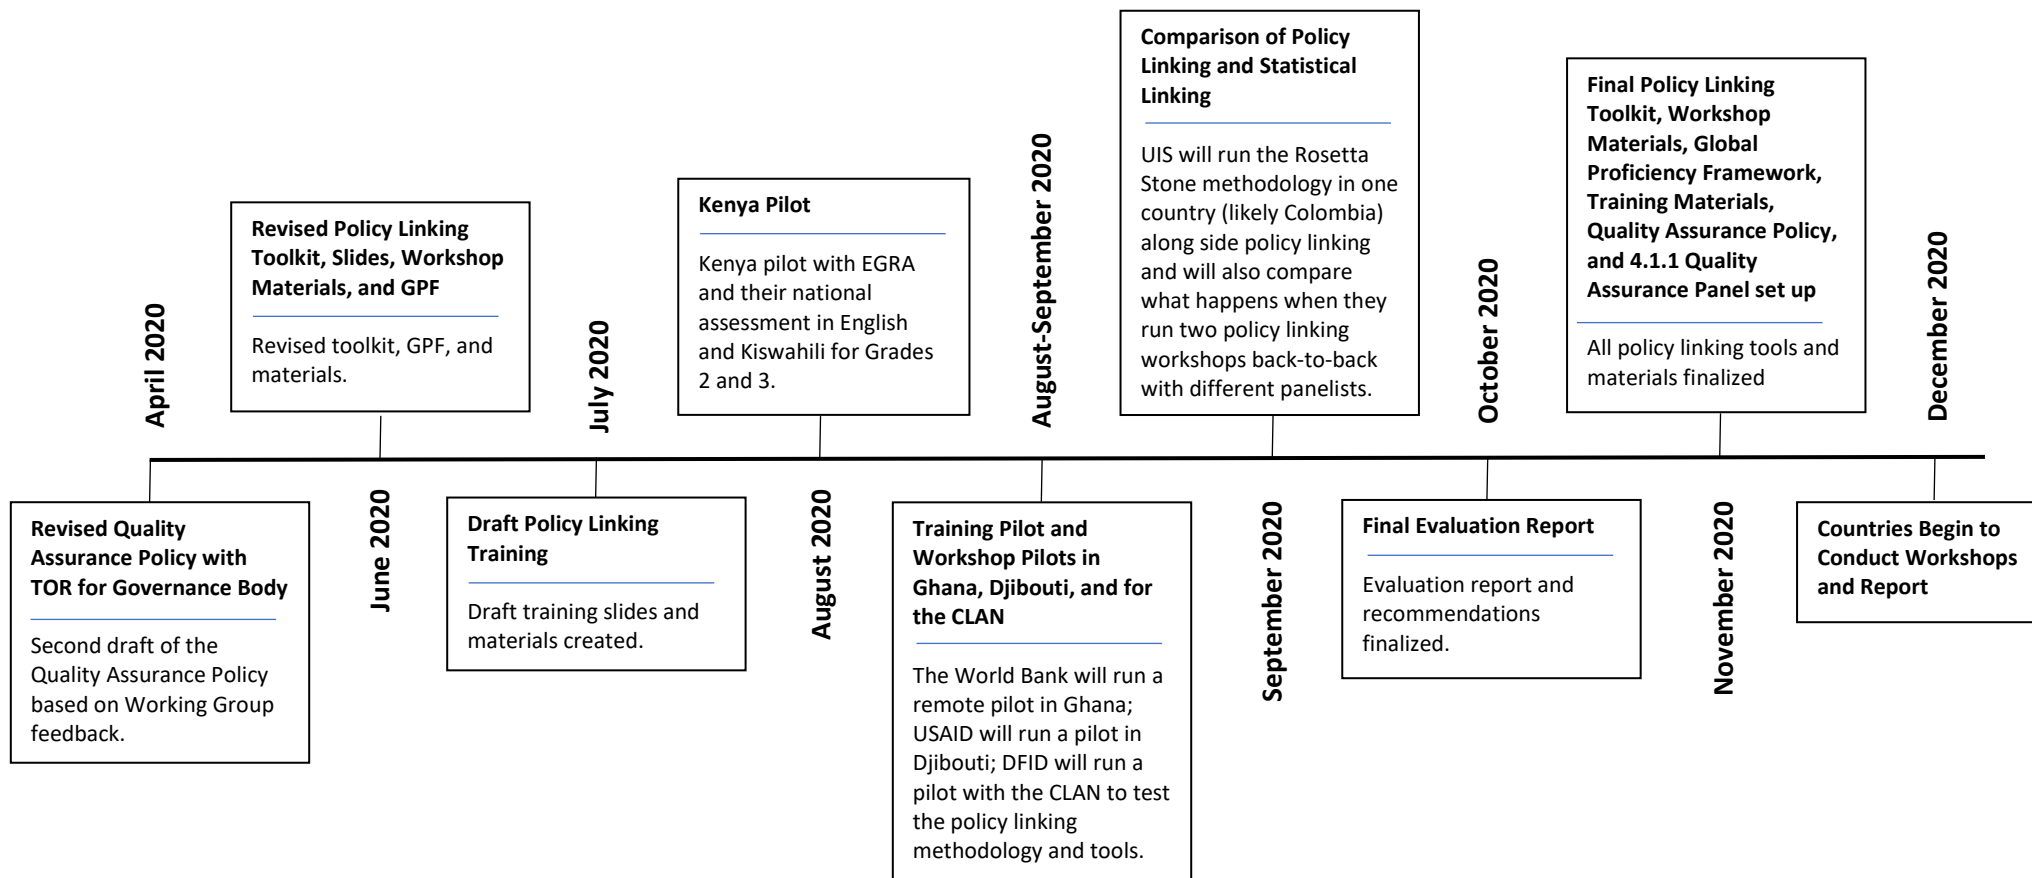 April 2020
Revised Quality
Assurance Policy with
TOR for Governance Body
Second draft of the
Quality Assurance Policy
based on Working Group
feedback.
Revised Policy Linking
Toolkit, Slides, Workshop
Materials, and GPF
Revised toolkit, GPF, and
materials.
June 2020
July 2020
Draft Policy Linking
Training
Draft training slides and
materials created.
Kenya Pilot
Kenya pilot with EGRA
and their national
assessment in English
and Kiswahili for Grades
2 and 3.
August 2020
August-September 2020
Training Pilot and
Workshop Pilots in
Ghana, Djibouti, and for
the CLAN
The World Bank will run a
remote pilot in Ghana;
USAID will run a pilot in
Djibouti; DFID will run a
pilot with the CLAN to test
the policy linking
methodology and tools.
Comparison of Policy
Linking and Statistical
Linking
UIS will run the Rosetta
Stone methodology in one
country (likely Colombia)
along side policy linking
and will also compare
what happens when they
run two policy linking
workshops back-to-back
with different panelists.
September 2020
October 2020
Final Evaluation Report
Evaluation report and
recommendations
finalized.
Final Policy Linking
Toolkit, Workshop
Materials, Global
Proficiency Framework,
Training Materials,
Quality Assurance Policy,
and 4.1.1 Quality
Assurance Panel set up
All policy linking tools and
materials finalized
November 2020
December 2020
Countries Begin to
Conduct Workshops
and Report